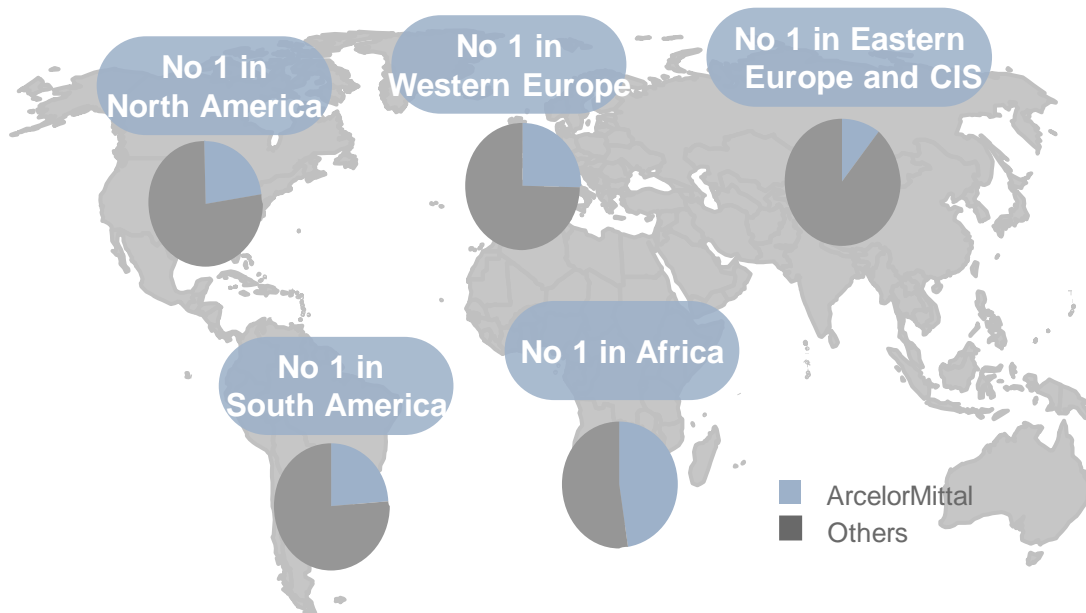 No 1 in
North America
No 1 in
Western Europe
No 1 in Eastern
Europe and CIS
No 1 in
South America
No 1 in Africa
ArcelorMittal
Others